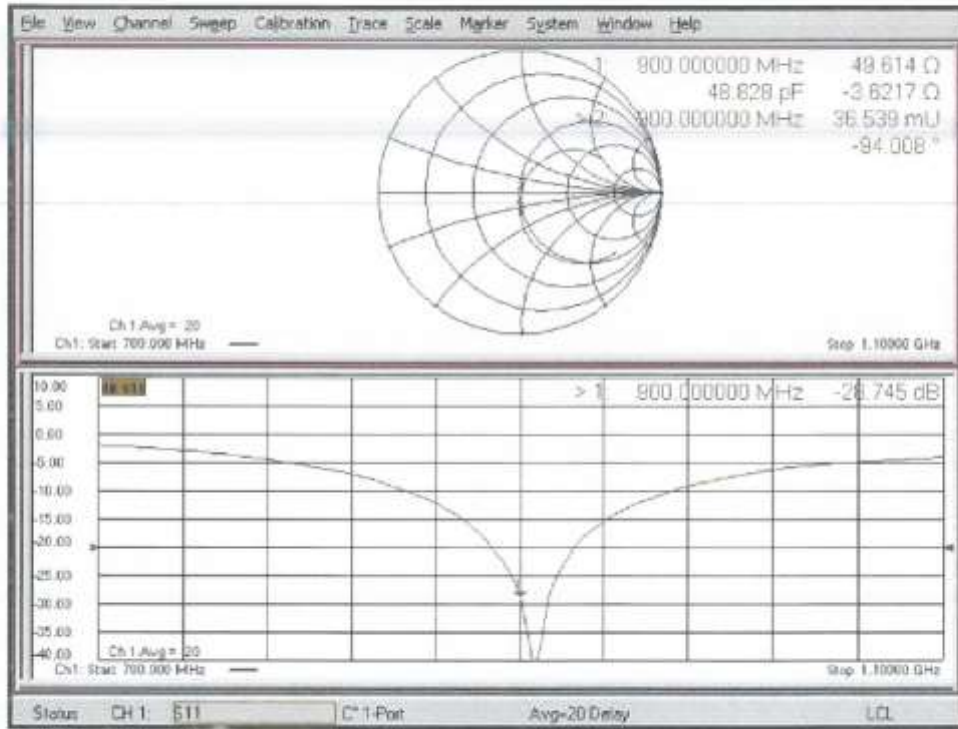 File View Channel Sweep Calibration Trace Scale Marker System Window Help
1 900.000000 MHz 49.614 Ω
48.828 pF -3.6217 Ω
>2 900.000000 MHz 36.539 mU
-94.008 °
Ch 1 Avg = 20
Ch1: Start 700.000 MHz
Stop 1.10000 GHz
10.00
> 1 900.000000 MHz -28.745 dB
5.00
0.00
-5.00
-10.00
-15.00
-20.00
-25.00
-30.00
-35.00
-40.00
Ch 1 Avg = 20
Ch1: Start 700.000 MHz
Stop 1.10000 GHz
Status CH 1: S11 C* 1-Port Avg=20 Delay LCL